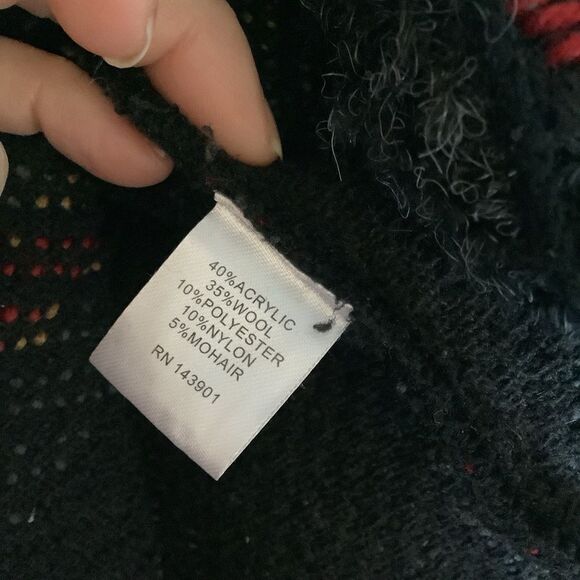 40%ACRYLIC
35%WOOL
10%POLYESTER
10%NYLON
5%MOHAIR
RN 143901